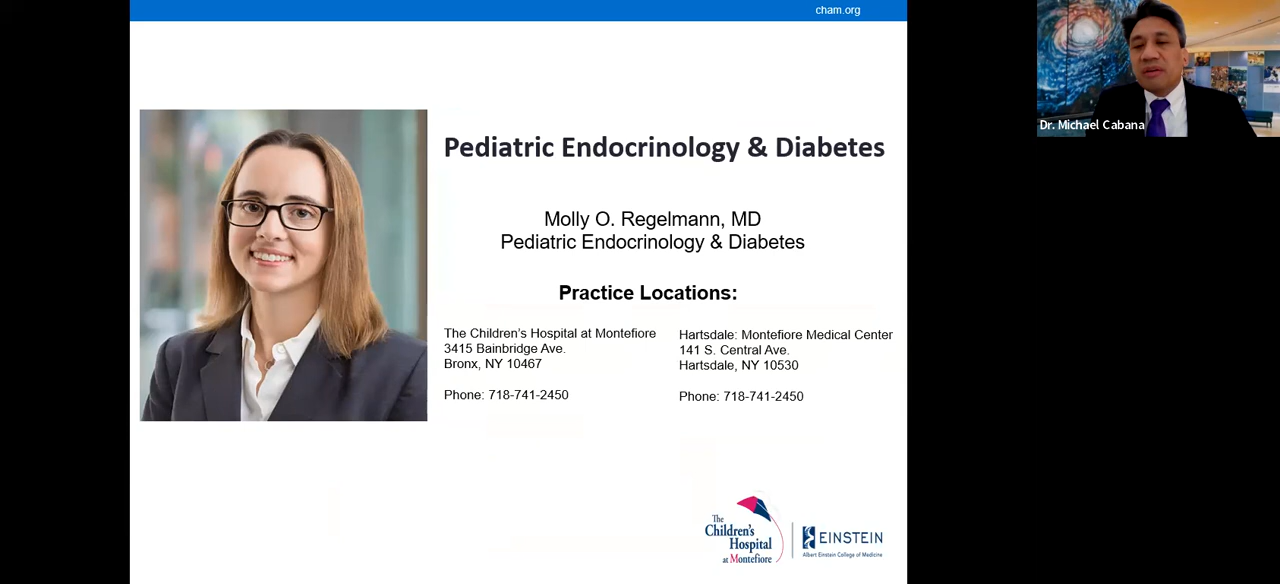 cham.org
Dr. Michael Cabana
Pediatric Endocrinology & Diabetes
Molly O. Regelmann, MD
Pediatric Endocrinology & Diabetes
Practice Locations:
The Children's Hospital at Montefiore
3415 Bainbridge Ave.
Bronx, NY 10467
Phone: 718-741-2450
Hartsdale: Montefiore Medical Center
141 S. Central Ave.
Hartsdale, NY 10530
Phone: 718-741-2450
The
Children's
Hospital
at Montefiore
EINSTEIN
Albert Einstein College of Medicine